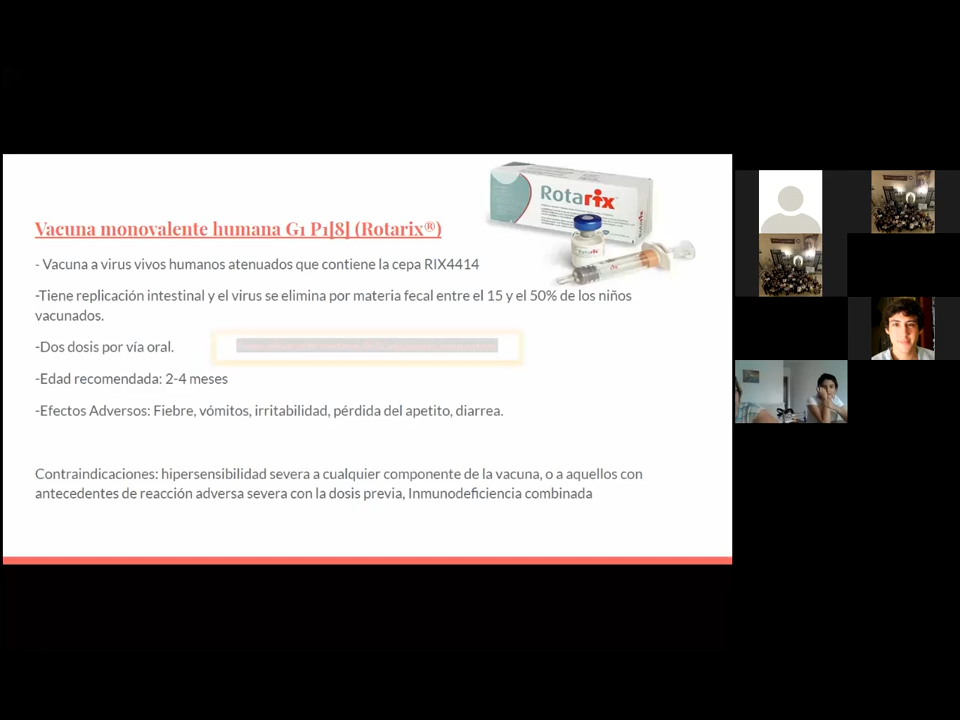 Rotarix
Vacuna monovalente humana G1 P1[8] (Rotarix®)
- Vacuna a virus vivos humanos atenuados que contiene la cepa RIX4414
-Tiene replicación intestinal y el virus se elimina por materia fecal entre el 15 y el 50% de los niños
vacunados.
-Dos dosis por vía oral.
-Edad recomendada: 2-4 meses
-Efectos Adversos: Fiebre, vómitos, irritabilidad, pérdida del apetito, diarrea.
Contraindicaciones: hipersensibilidad severa a cualquier componente de la vacuna, o a aquellos con
antecedentes de reacción adversa severa con la dosis previa, Inmunodeficiencia combinada